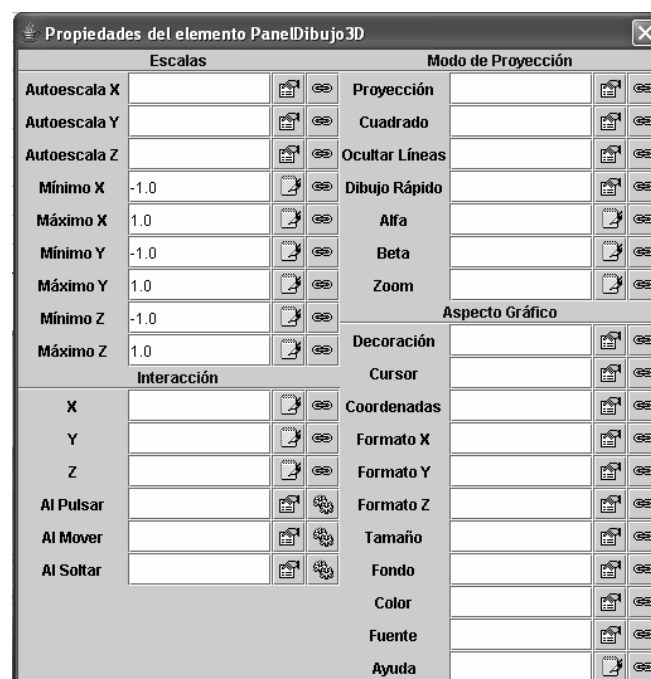 Propiedades del elemento PanelDibujo3D
Escalas
Autoescala X
Autoescala Y
Autoescala Z
Mínimo X -1.0
Máximo X 1.0
Mínimo Y -1.0
Máximo Y 1.0
Mínimo Z -1.0
Máximo Z 1.0
Interacción
X
Y
Z
Al Pulsar
Al Mover
Al Soltar
Modo de Proyección
Proyección
Cuadrado
Ocultar Líneas
Dibujo Rápido
Alfa
Beta
Zoom
Aspecto Gráfico
Decoración
Cursor
Coordenadas
Formato X
Formato Y
Formato Z
Tamaño
Fondo
Color
Fuente
Ayuda